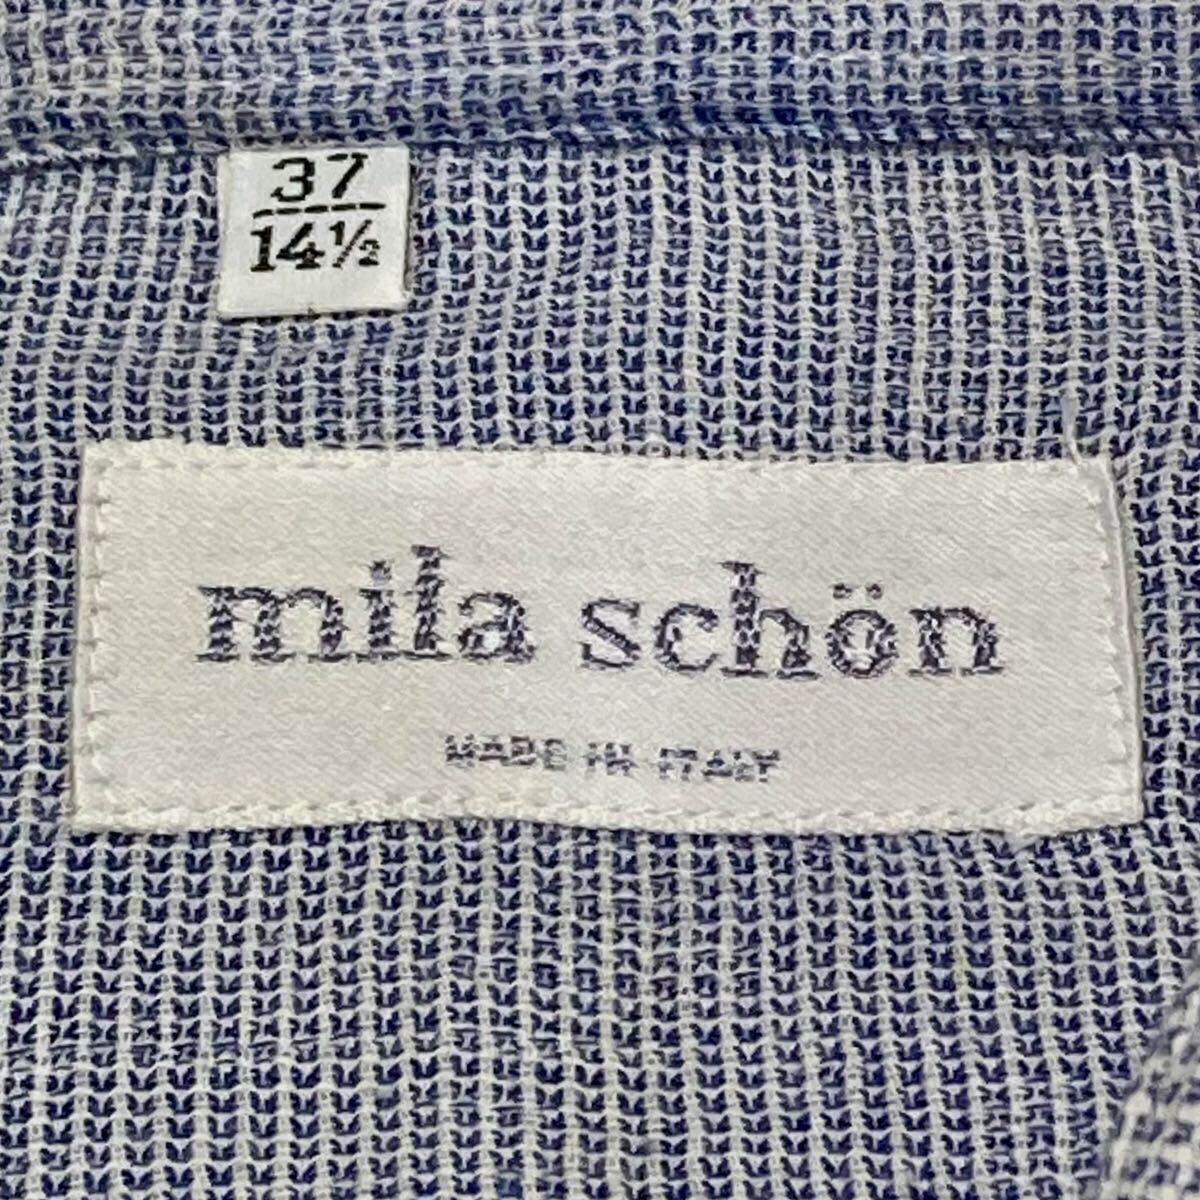 37
14½
mila schön
MADE IN ITALY